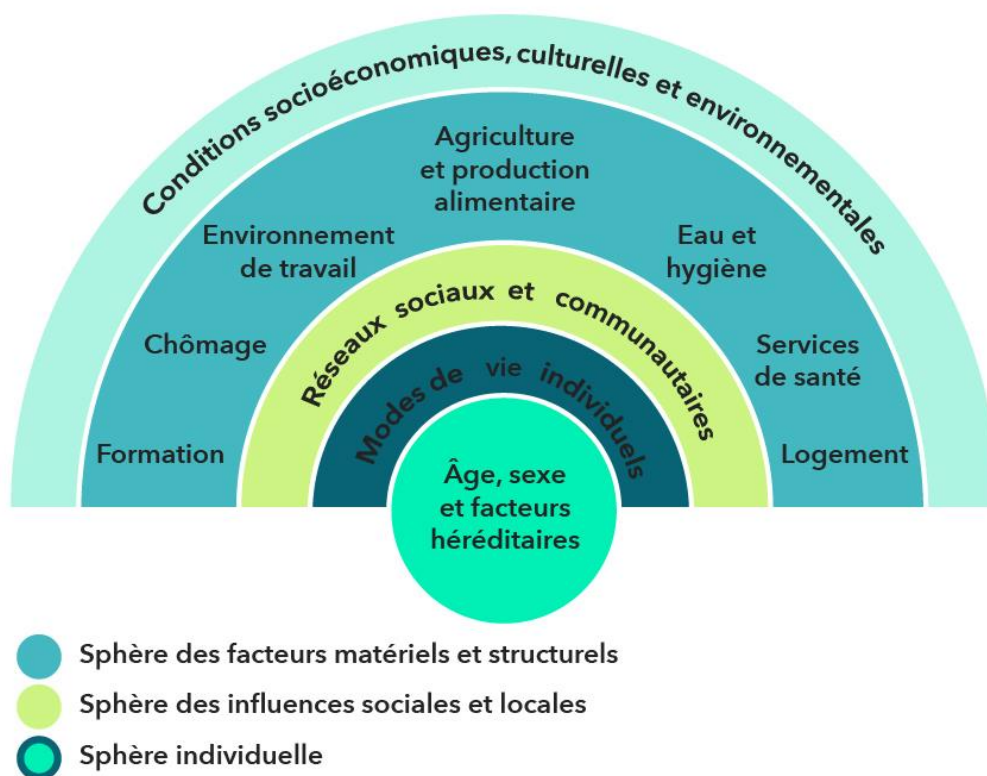 Conditions socioéconomiques, culturelles et environnementales
Agriculture
et production
alimentaire
Environnement
de travail
Eau et
hygiène
Réseaux sociaux et communautaires
Chômage
Services
de santé
Modes de vie individuels
Formation
Logement
Âge, sexe
et facteurs
héréditaires
Sphère des facteurs matériels et structurels
Sphère des influences sociales et locales
Sphère individuelle